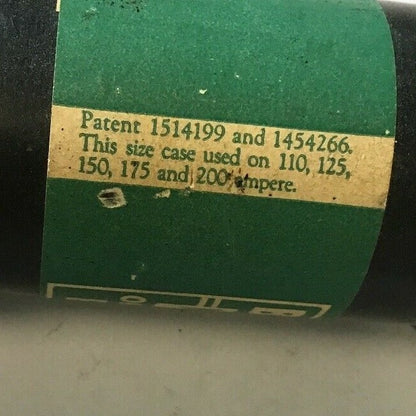 Patent 1514199 and 1454266.
This size case used on 110, 125,
150, 175 and 200 ampere.